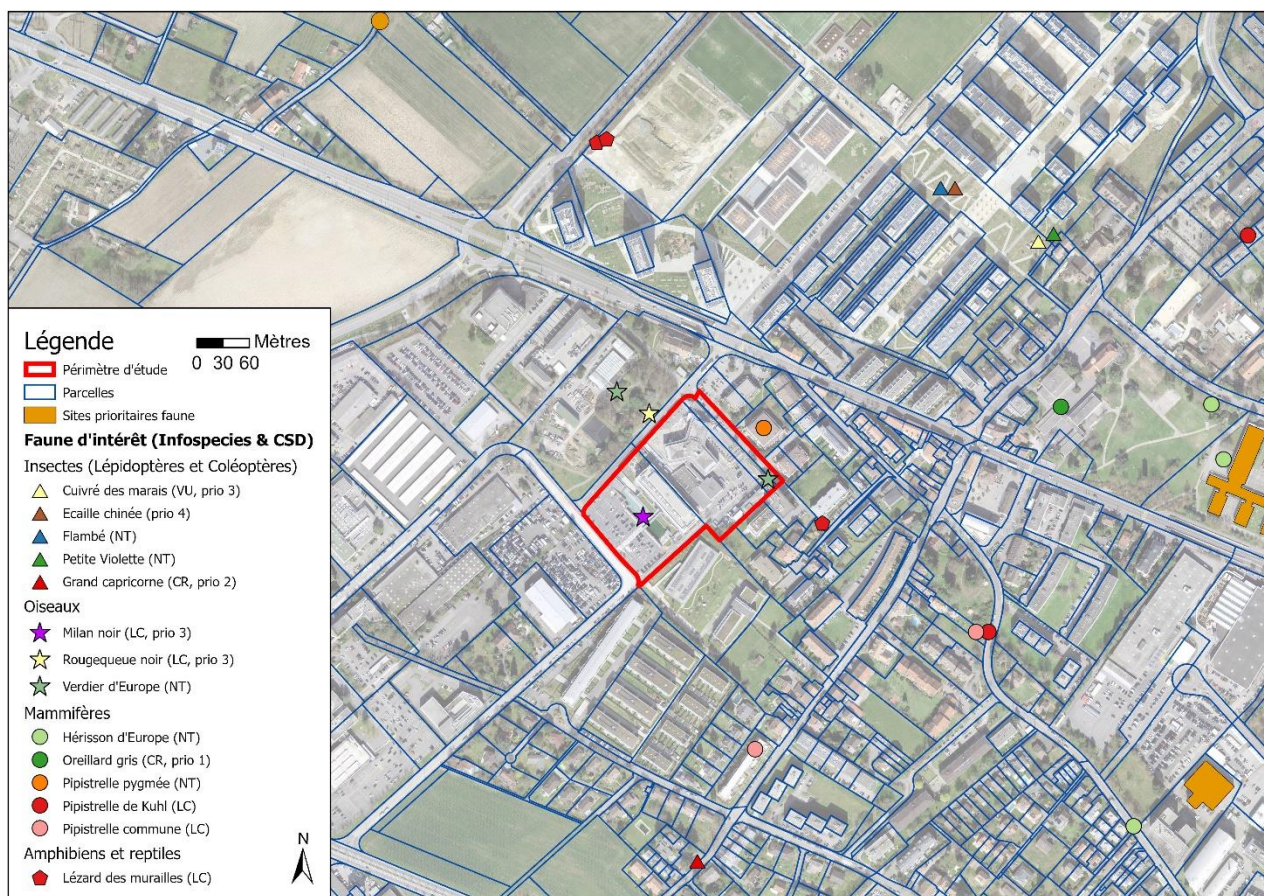 Légende
Mètres
0 30 60
Périmètre d'étude
Parcelles
Sites prioritaires faune
Faune d'intérêt (Infospecies & CSD)
Insectes (Lépidoptères et Coléoptères)
Cuivré des marais (VU, prio 3)
Ecaille chinée (prio 4)
Flambé (NT)
Petite Violette (NT)
Grand capricorne (CR, prio 2)
Oiseaux
Milan noir (LC, prio 3)
Rougequeue noir (LC, prio 3)
Verdier d'Europe (NT)
Mammifères
Hérisson d'Europe (NT)
Oreillard gris (CR, prio 1)
Pipistrelle pygmée (NT)
Pipistrelle de Kuhl (LC)
Pipistrelle commune (LC)
Amphibiens et reptiles
Lézard des murailles (LC)
N